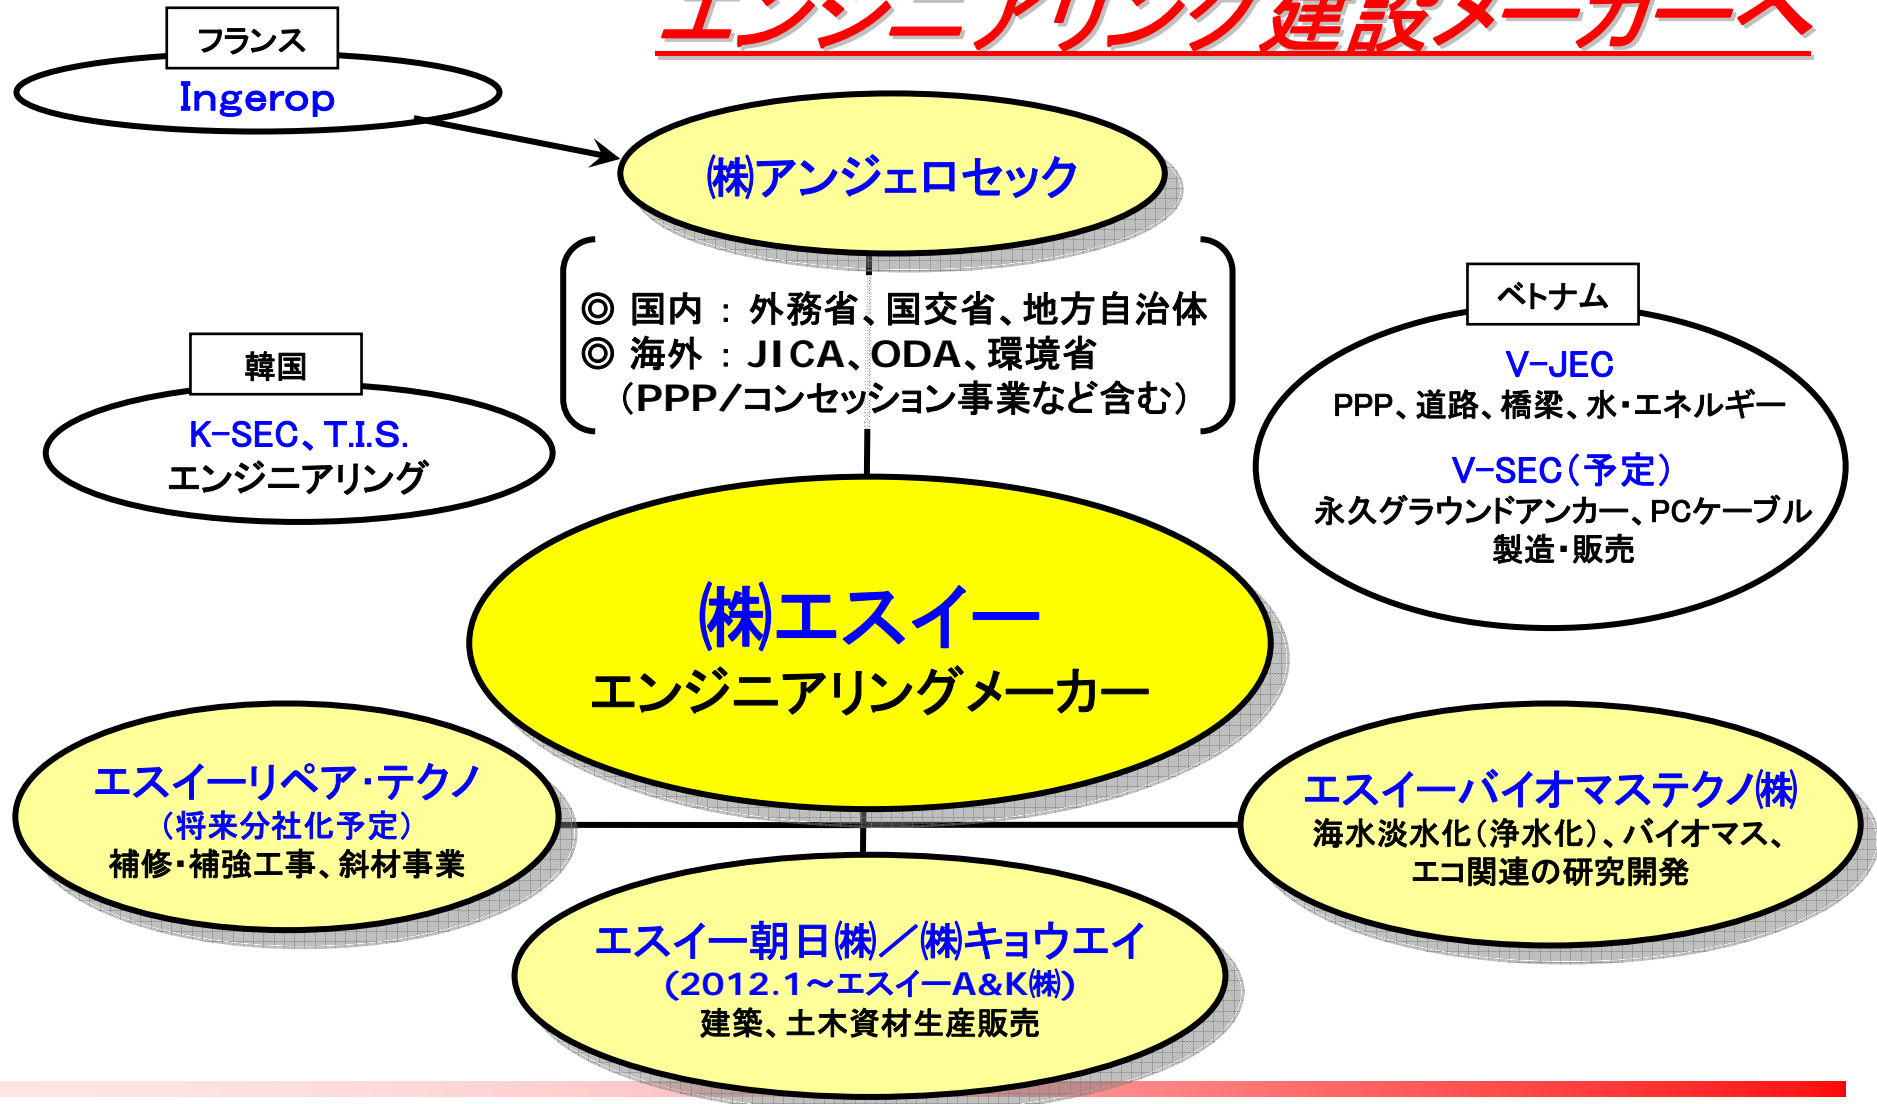 エンジニアリング建設メーカーへ
フランス
Ingerop
㈱アンジェロセック
◎ 国内 : 外務省、国交省、地方自治体
◎ 海外 : JICA、ODA、環境省
(PPP/コンセッション事業など含む)
韓国
K-SEC、T.I.S.
エンジニアリング
ベトナム
V-JEC
PPP、道路、橋梁、水・エネルギー
V-SEC(予定)
永久グラウンドアンカー、PCケーブル
製造・販売
㈱エスイー
エンジニアリングメーカー
エスイーリペア・テクノ
(将来分社化予定)
補修・補強工事、斜材事業
エスイーバイオマステクノ㈱
海水淡水化(浄水化)、バイオマス、
エコ関連の研究開発
エスイー朝日㈱/㈱キョウエイ
(2012.1~エスイーA&K㈱)
建築、土木資材生産販売